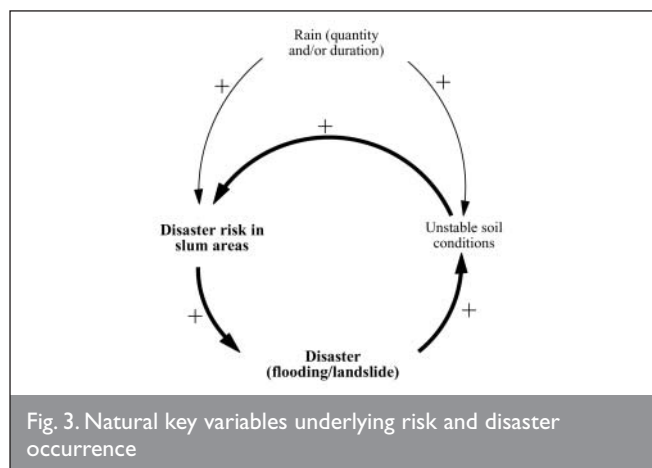 Rain (quantity
and/or duration)
+
+
+
Disaster risk in
slum areas
Unstable soil
conditions
+
+
Disaster
(flooding/landslide)
Fig. 3. Natural key variables underlying risk and disaster
occurrence